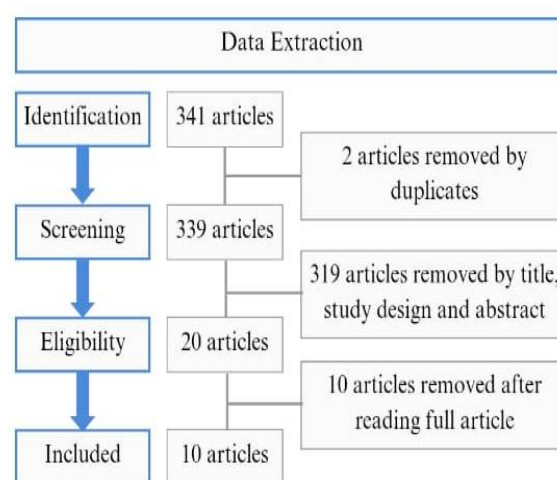 Data Extraction
Identification
341 articles
2 articles removed by
duplicates
Screening
339 articles
319 articles removed by title,
study design and abstract
Eligibility
20 articles
10 articles removed after
reading full article
Included
10 articles